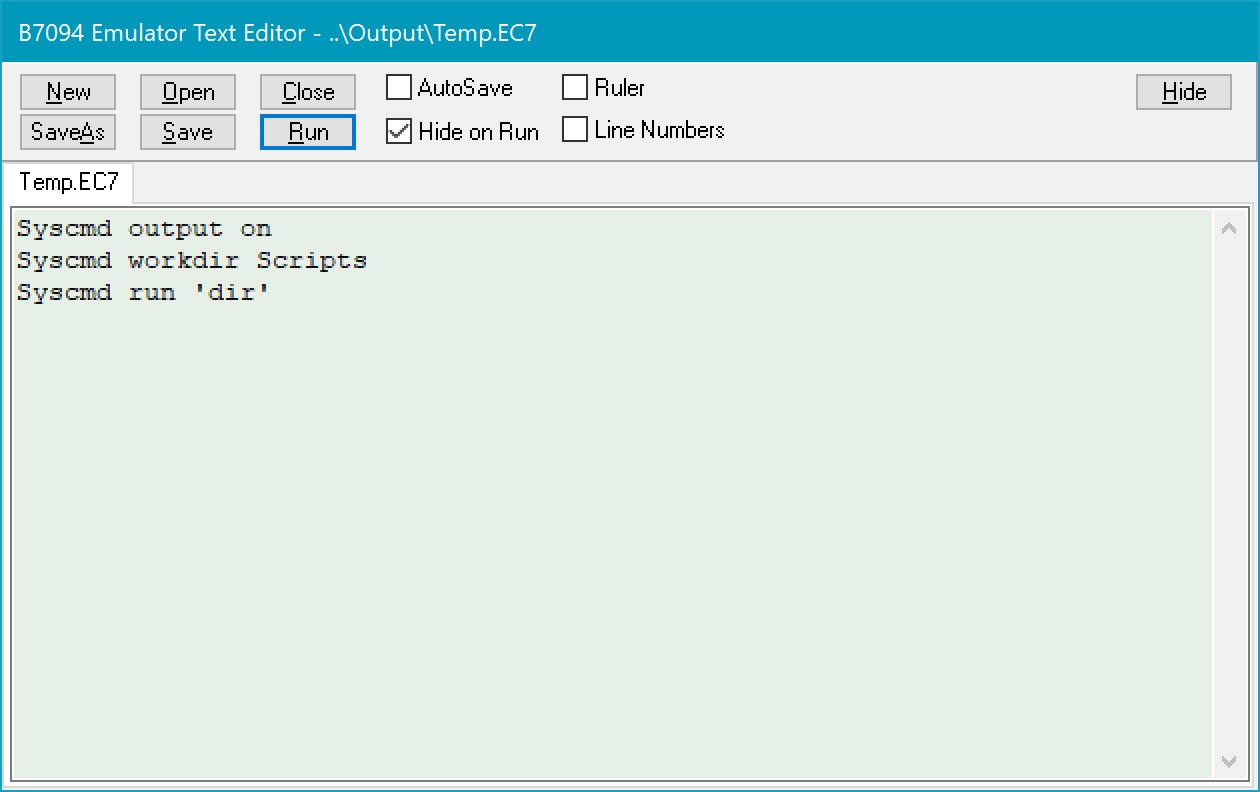 B7094 Emulator Text Editor - ..\Output\Temp.EC7
New Open Close AutoSave Ruler Hide
SaveAs Save Run Hide on Run Line Numbers
Temp.EC7
Syscmd output on
Syscmd workdir Scripts
Syscmd run 'dir'